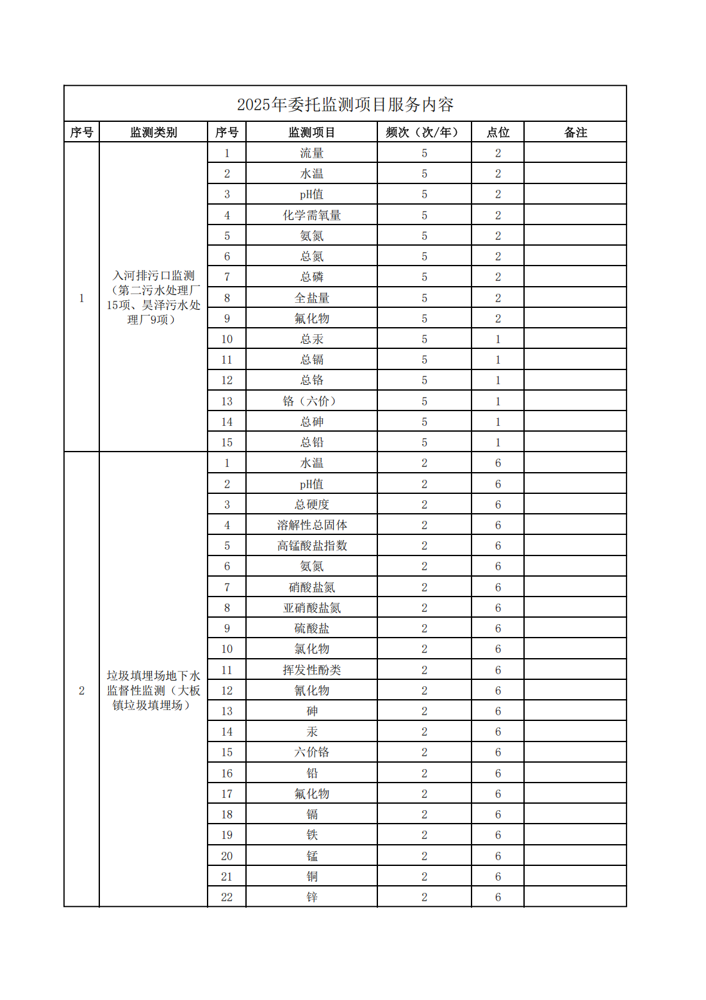 2025年委托监测项目服务内容
序号 监测类别 序号 监测项目 频次（次/年） 点位 备注
1 入河排污口监测
（第二污水处理厂
15项、昊泽污水处
理厂9项）
1 流量 5 2
2 水温 5 2
3 pH值 5 2
4 化学需氧量 5 2
5 氨氮 5 2
6 总氮 5 2
7 总磷 5 2
8 全盐量 5 2
9 氟化物 5 2
10 总汞 5 1
11 总镉 5 1
12 总铬 5 1
13 铬（六价） 5 1
14 总砷 5 1
15 总铅 5 1
2 垃圾填埋场地下水
监督性监测（大板
镇垃圾填埋场）
1 水温 2 6
2 pH值 2 6
3 总硬度 2 6
4 溶解性总固体 2 6
5 高锰酸盐指数 2 6
6 氨氮 2 6
7 硝酸盐氮 2 6
8 亚硝酸盐氮 2 6
9 硫酸盐 2 6
10 氯化物 2 6
11 挥发性酚类 2 6
12 氰化物 2 6
13 砷 2 6
14 汞 2 6
15 六价铬 2 6
16 铅 2 6
17 氟化物 2 6
18 镉 2 6
19 铁 2 6
20 锰 2 6
21 铜 2 6
22 锌 2 6